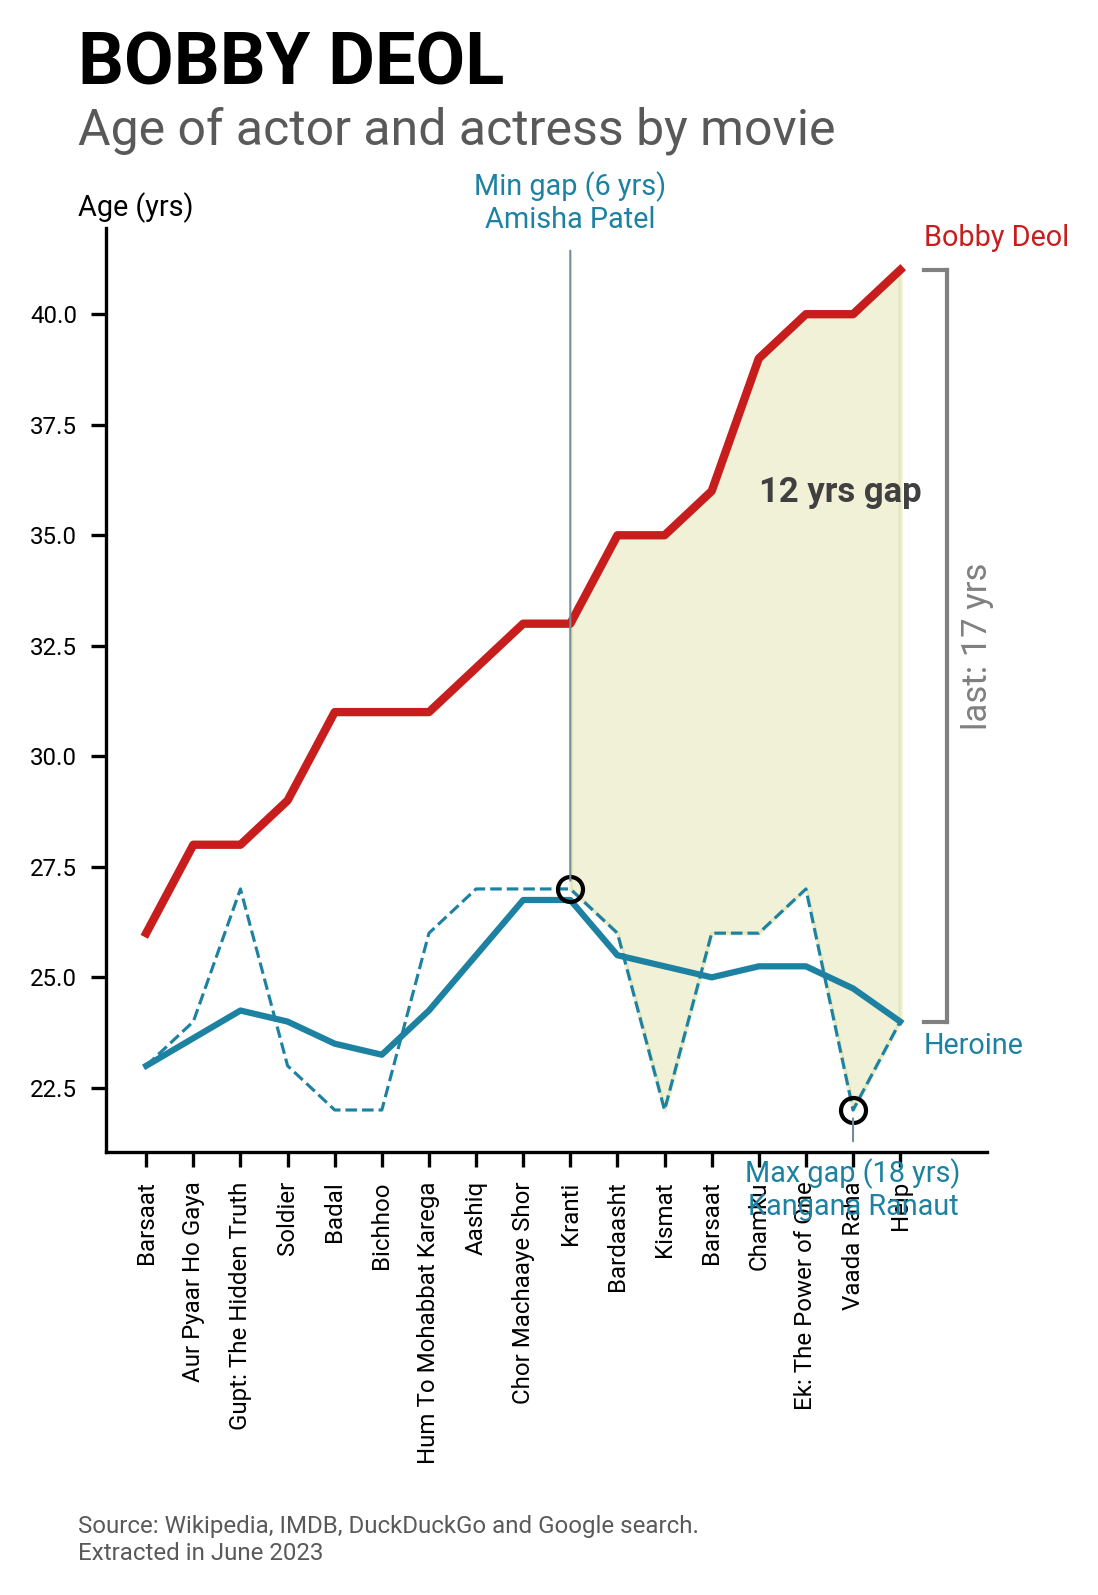 BOBBY DEOL
Age of actor and actress by movie
Min gap (6 yrs)
Amisha Patel
Age (yrs)
Bobby Deol
40.0
37.5
35.0
32.5
30.0
27.5
25.0
22.5
12 yrs gap
last: 17 yrs
Heroine
Max gap (18 yrs)
Kangana Ranaut
Barsaat
Aur Pyaar Ho Gaya
Gupt: The Hidden Truth
Soldier
Badal
Bichhoo
Hum To Mohabbat Karega
Aashiq
Chor Machaaye Shor
Kranti
Bardaasht
Kismat
Barsaat
Chamku
Ek: The Power of One
Vaada Raha
Help
Source: Wikipedia, IMDB, DuckDuckGo and Google search.
Extracted in June 2023